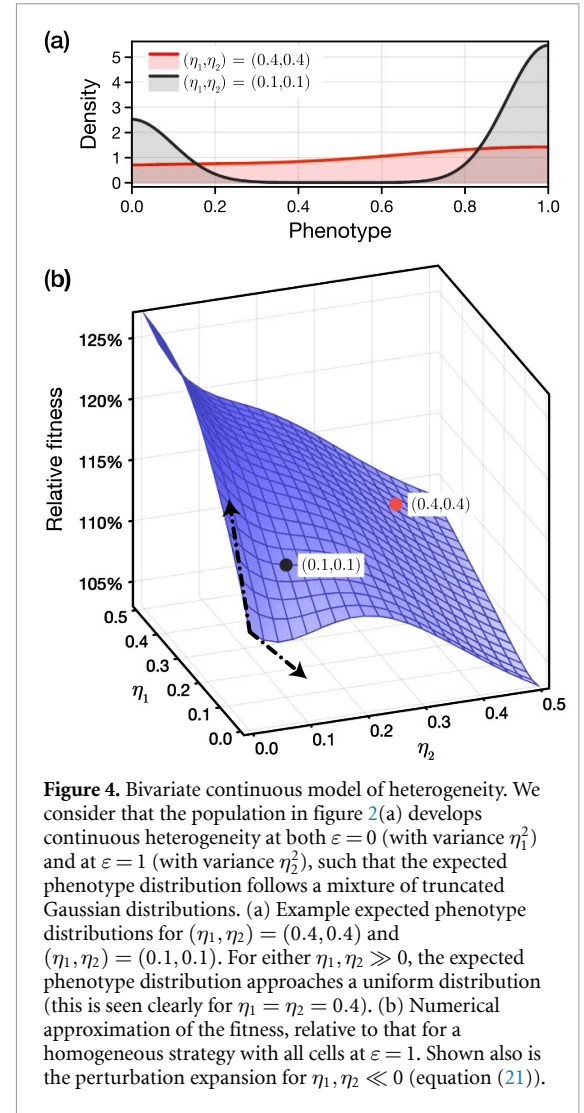 (a)
5
4
3
2
1
0
Density
(η₁,η₂) = (0.4,0.4)
(η₁,η₂) = (0.1,0.1)
0.0 0.2 0.4 0.6 0.8 1.0
Phenotype
(b)
125%
120%
115%
110%
105%
Relative fitness
(0.4,0.4)
(0.1,0.1)
0.5
0.4
0.3
0.2
0.1
0.0
η₁
0.0 0.1 0.2 0.3 0.4 0.5
η₂
Figure 4. Bivariate continuous model of heterogeneity. We
consider that the population in figure 2(a) develops
continuous heterogeneity at both ε = 0 (with variance η₁²)
and at ε = 1 (with variance η₂²), such that the expected
phenotype distribution follows a mixture of truncated
Gaussian distributions. (a) Example expected phenotype
distributions for (η₁, η₂) = (0.4, 0.4) and
(η₁, η₂) = (0.1, 0.1). For either η₁, η₂ ≫ 0, the expected
phenotype distribution approaches a uniform distribution
(this is seen clearly for η₁ = η₂ = 0.4). (b) Numerical
approximation of the fitness, relative to that for a
homogeneous strategy with all cells at ε = 1. Shown also is
the perturbation expansion for η₁, η₂ ≪ 0 (equation (21)).